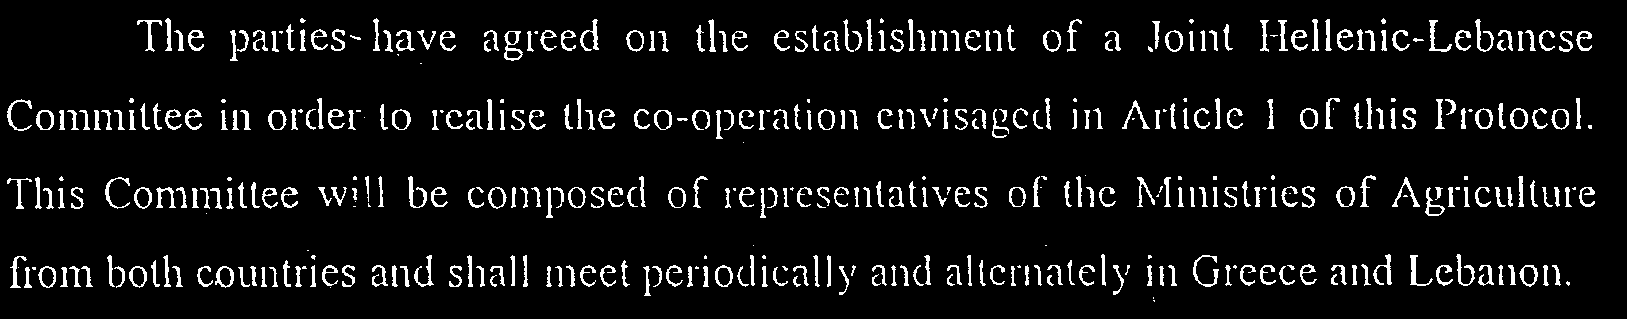 The parties have agreed on the establishment of a Joint Hellenic-Lebanese
Committee in order to realise the co-operation envisaged in Article 1 of this Protocol.
This Committee will be composed of representatives of the Ministries of Agriculture
from both countries and shall meet periodically and alternately in Greece and Lebanon.